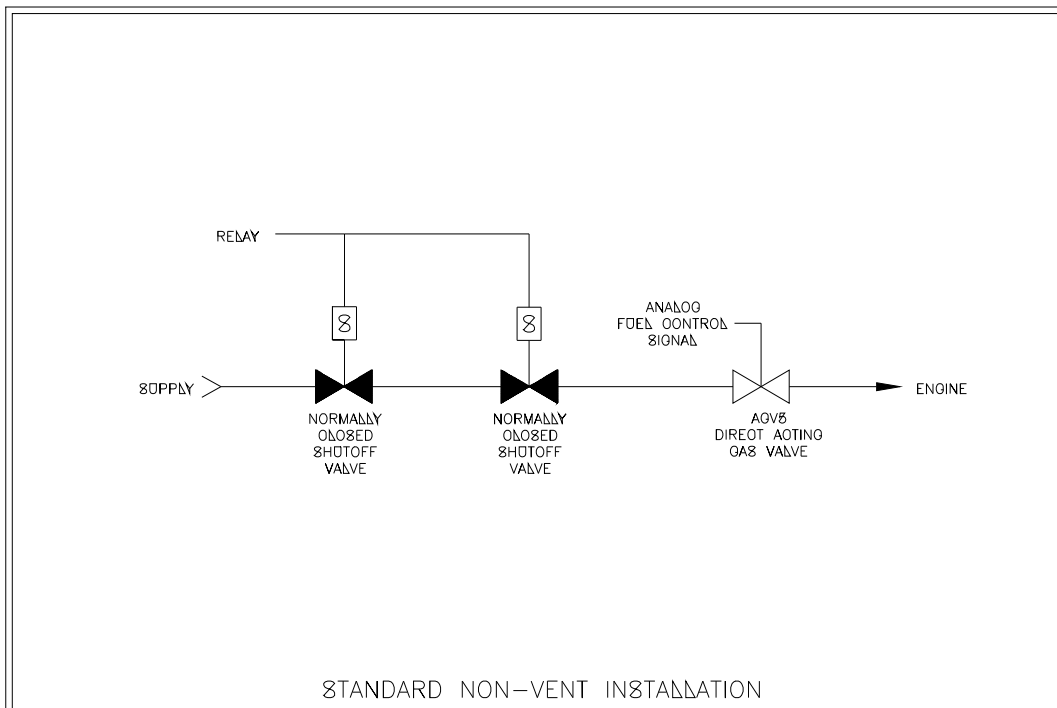 RELAY
S
S
ANALOG
FUEL CONTROL
SIGNAL
SUPPLY
ENGINE
NORMALLY
CLOSED
SHUTOFF
VALVE
NORMALLY
CLOSED
SHUTOFF
VALVE
AGV5
DIRECT ACTING
GAS VALVE
STANDARD NON-VENT INSTALLATION